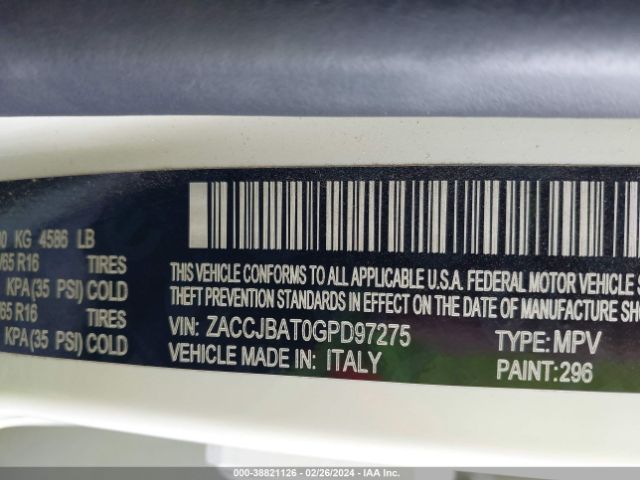 0 KG 4586 LB
/65 R16 TIRES
KPA(35 PSI) COLD
/65 R16 TIRES
KPA(35 PSI) COLD
THIS VEHICLE CONFORMS TO ALL APPLICABLE U.S.A. FEDERAL MOTOR VEHICLE S
THEFT PREVENTION STANDARDS IN EFFECT ON THE DATE OF MANUFACTURE SHO
VIN: ZACCJBAT0GPD97275 TYPE: MPV
VEHICLE MADE IN: ITALY PAINT: 296
000-38821126 - 02/26/2024 - IAA, Inc.